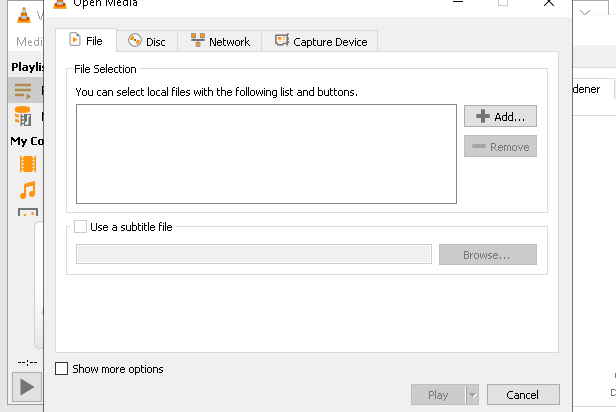 Open Media
Medi
File
Disc
Network
Capture Device
Playlis
File Selection
You can select local files with the following list and buttons.
dener
Add...
Remove
My Co
Use a subtitle file
Browse...
--:--
Show more options
Play
Cancel